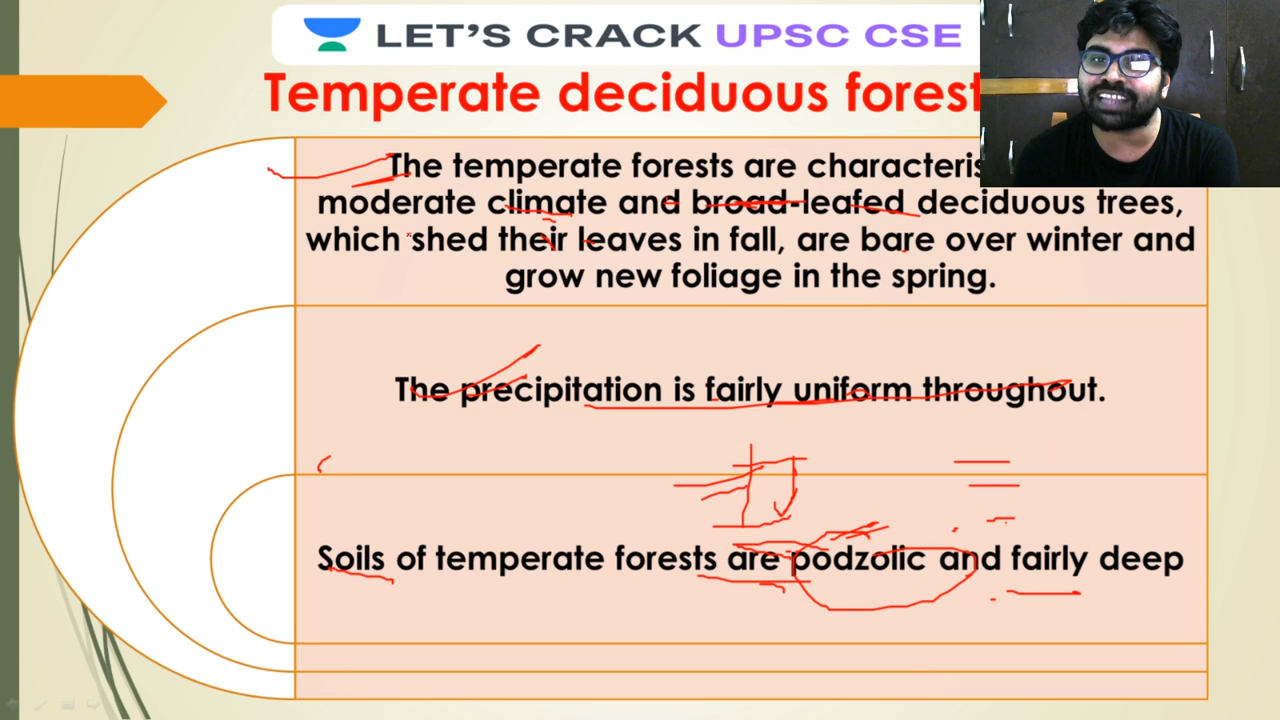 LET'S CRACK UPSC CSE
Temperate deciduous forest
The temperate forests are characteris
moderate climate and broad-leafed deciduous trees,
which shed their leaves in fall, are bare over winter and
grow new foliage in the spring.
The precipitation is fairly uniform throughout.
Soils of temperate forests are podzolic and fairly deep